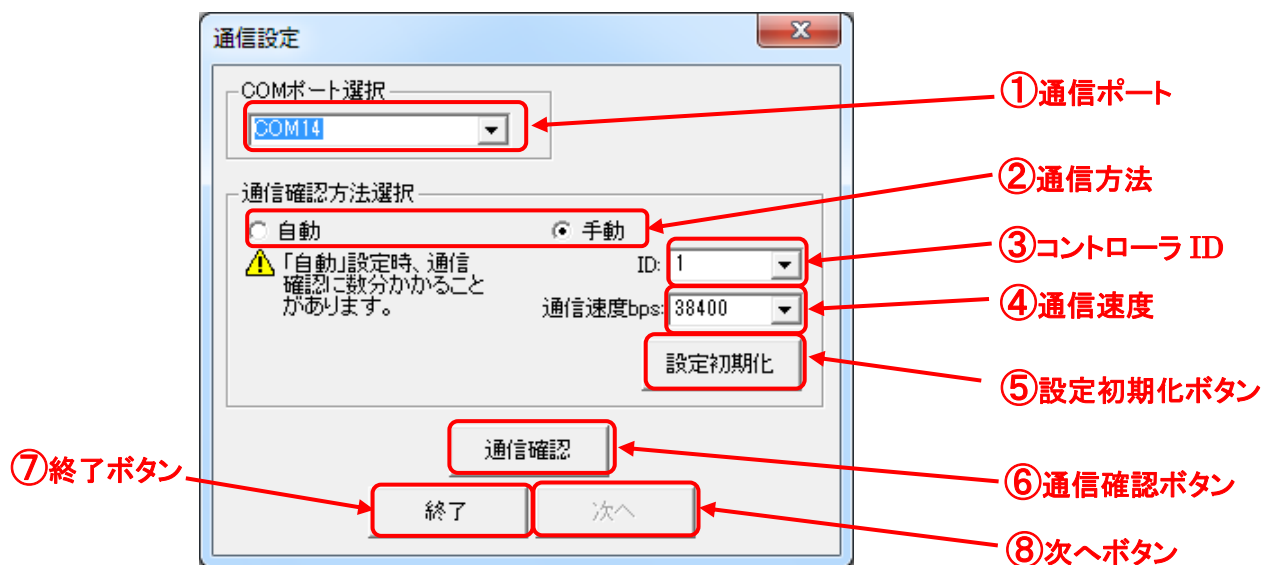 通信設定
COMポート選択
COM14
①通信ポート
通信確認方法選択
②通信方法
自動
手動
「自動」設定時、通信
確認に数分かかること
があります。
ID: 1
③コントローラ ID
通信速度bps: 38400
④通信速度
設定初期化
⑤設定初期化ボタン
通信確認
⑥通信確認ボタン
⑦終了ボタン
終了
次へ
⑧次へボタン